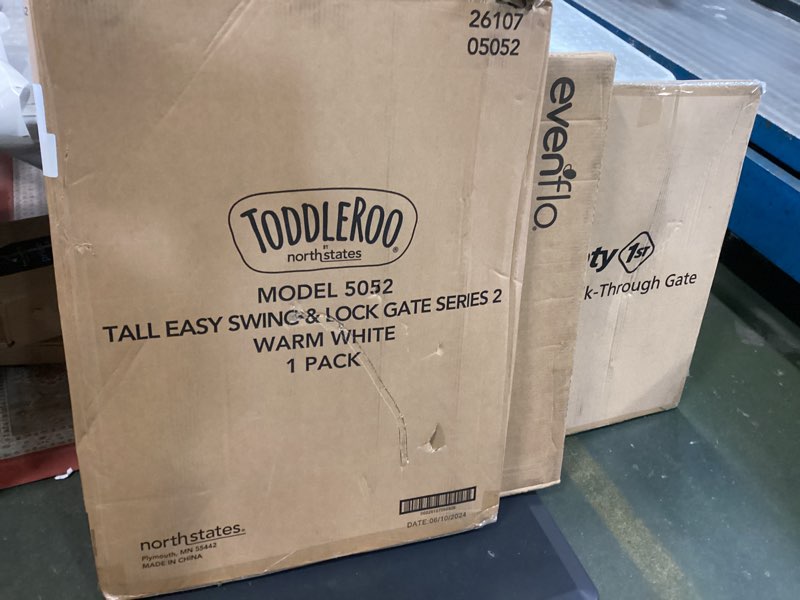 26107
05052
TODDLEROO
BY
northstates
MODEL 5052
TALL EASY SWING & LOCK GATE SERIES 2
WARM WHITE
1 PACK
northstates
Plymouth, MN 55442
MADE IN CHINA
DATE:06/10/2024
evenflo
ty 1ST
k-Through Gate